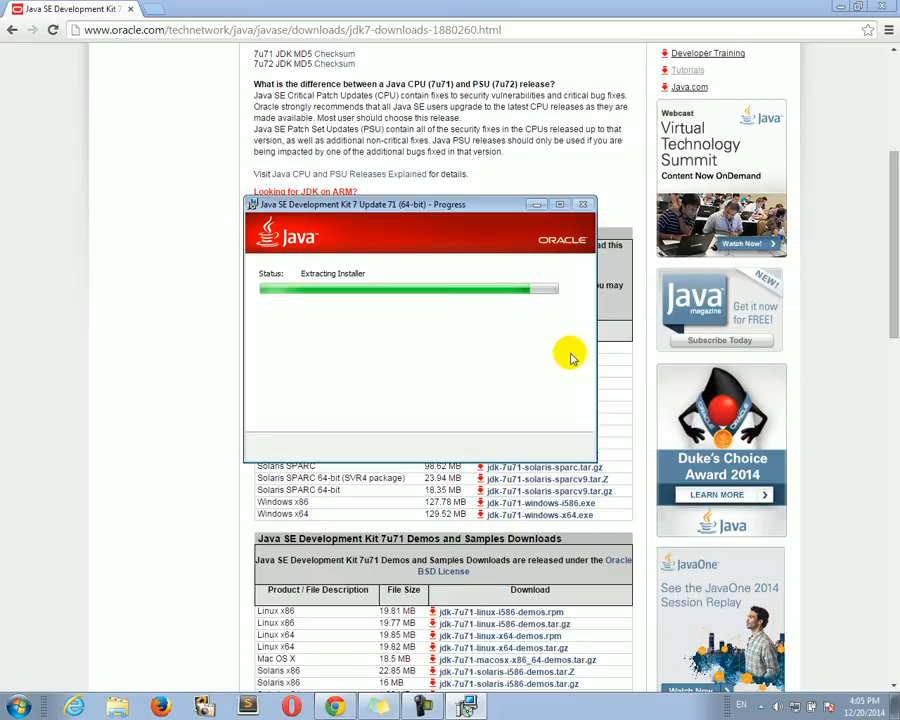 Java SE Development Kit 7 ×
www.oracle.com/technetwork/java/javase/downloads/jdk7-downloads-1880260.html
7u71 JDK MD5 Checksum
7u72 JDK MD5 Checksum
What is the difference between a Java CPU (7u71) and PSU (7u72) release?
Java SE Critical Patch Updates (CPU) contain fixes to security vulnerabilities and critical bug fixes.
Oracle strongly recommends that all Java SE users upgrade to the latest CPU releases as they are
made available. Most user should choose this release.
Java SE Patch Set Updates (PSU) contain all of the security fixes in the CPUs released up to that
version, as well as additional non-critical fixes. Java PSU releases should only be used if you are
being impacted by one of the additional bugs fixed in that version.
Visit Java CPU and PSU Releases Explained for details.
Looking for JDK on ARM?
Java SE Development Kit 7 Update 71 (64-bit) - Progress
Java
ORACLE
Status: Extracting Installer
ad this
ou may
Solaris SPARC 98.62 MB jdk-7u71-solaris-sparc.tar.gz
Solaris SPARC 64-bit (SVR4 package) 23.94 MB jdk-7u71-solaris-sparcv9.tar.Z
Solaris SPARC 64-bit 18.35 MB jdk-7u71-solaris-sparcv9.tar.gz
Windows x86 127.78 MB jdk-7u71-windows-i586.exe
Windows x64 129.52 MB jdk-7u71-windows-x64.exe
Java SE Development Kit 7u71 Demos and Samples Downloads
Java SE Development Kit 7u71 Demos and Samples Downloads are released under the Oracle
BSD License
Product / File Description File Size Download
Linux x86 19.81 MB jdk-7u71-linux-i586-demos.rpm
Linux x86 19.77 MB jdk-7u71-linux-i586-demos.tar.gz
Linux x64 19.85 MB jdk-7u71-linux-x64-demos.rpm
Linux x64 19.82 MB jdk-7u71-linux-x64-demos.tar.gz
Mac OS X 18.5 MB jdk-7u71-macosx-x86_64-demos.tar.gz
Solaris x86 22.85 MB jdk-7u71-solaris-i586-demos.tar.Z
Solaris x86 16 MB jdk-7u71-solaris-i586-demos.tar.gz
Developer Training
Tutorials
Java.com
Webcast
Java
Virtual
Technology
Summit
Content Now OnDemand
Watch Now!
NEW!
Java
magazine
Get it now
for FREE!
Subscribe Today
ORACLE
Duke's Choice
Award 2014
LEARN MORE
Java
JavaOne
See the JavaOne 2014
Session Replay
Watch Now
EN
4:05 PM
12/20/2014